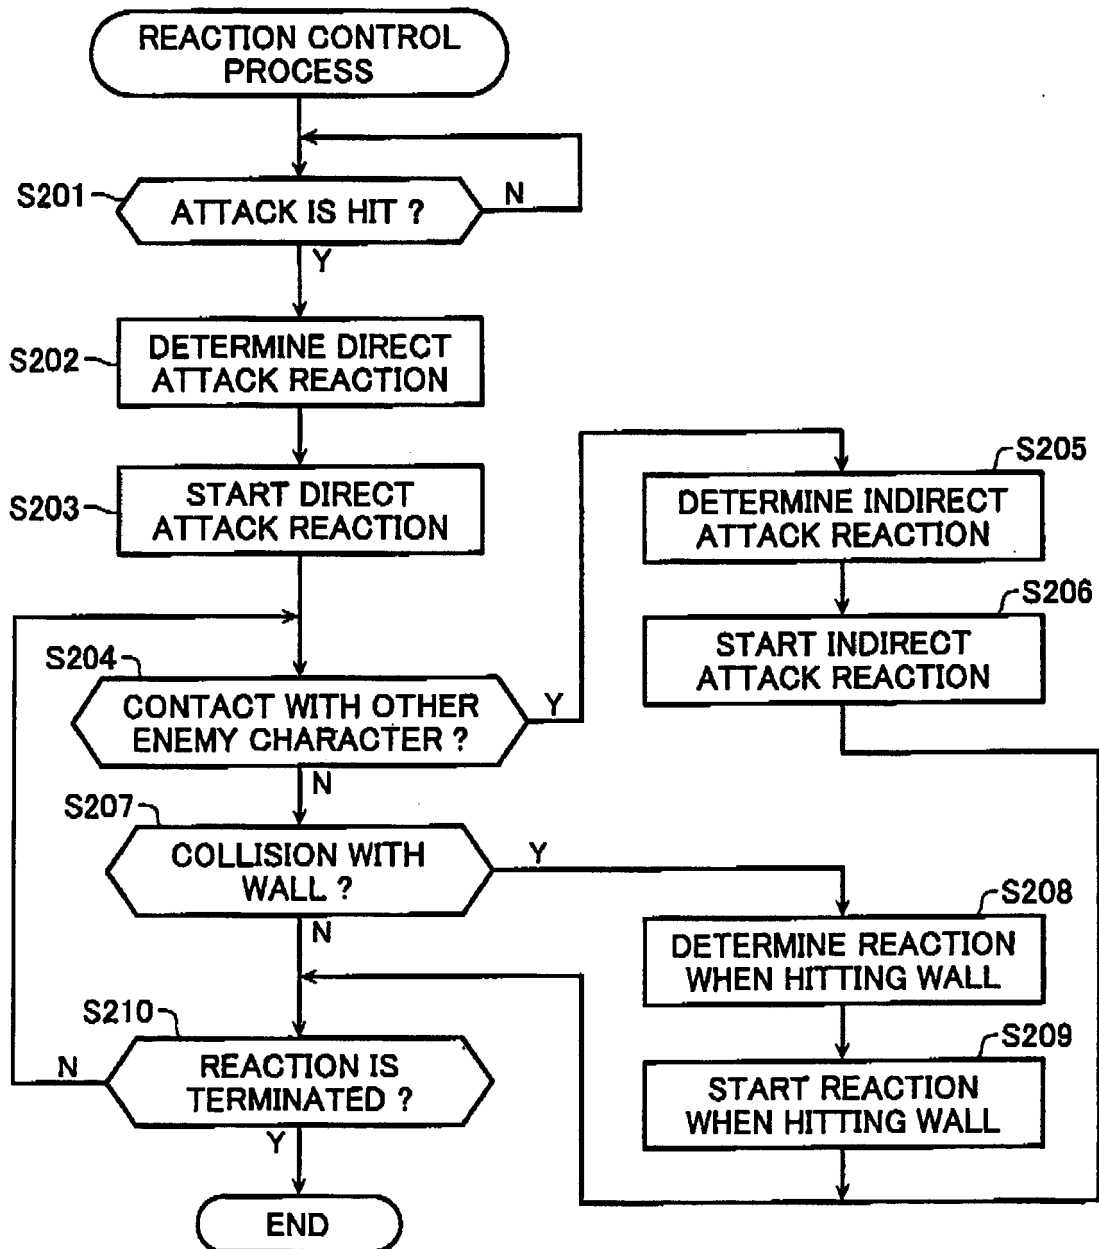 REACTION CONTROL
PROCESS
S201
ATTACK IS HIT ?
N
Y
S202
DETERMINE DIRECT
ATTACK REACTION
S203
START DIRECT
ATTACK REACTION
S204
CONTACT WITH OTHER
ENEMY CHARACTER ?
Y
N
S205
DETERMINE INDIRECT
ATTACK REACTION
S206
START INDIRECT
ATTACK REACTION
S207
COLLISION WITH
WALL ?
Y
N
S208
DETERMINE REACTION
WHEN HITTING WALL
S209
START REACTION
WHEN HITTING WALL
S210
REACTION IS
TERMINATED ?
N
Y
END